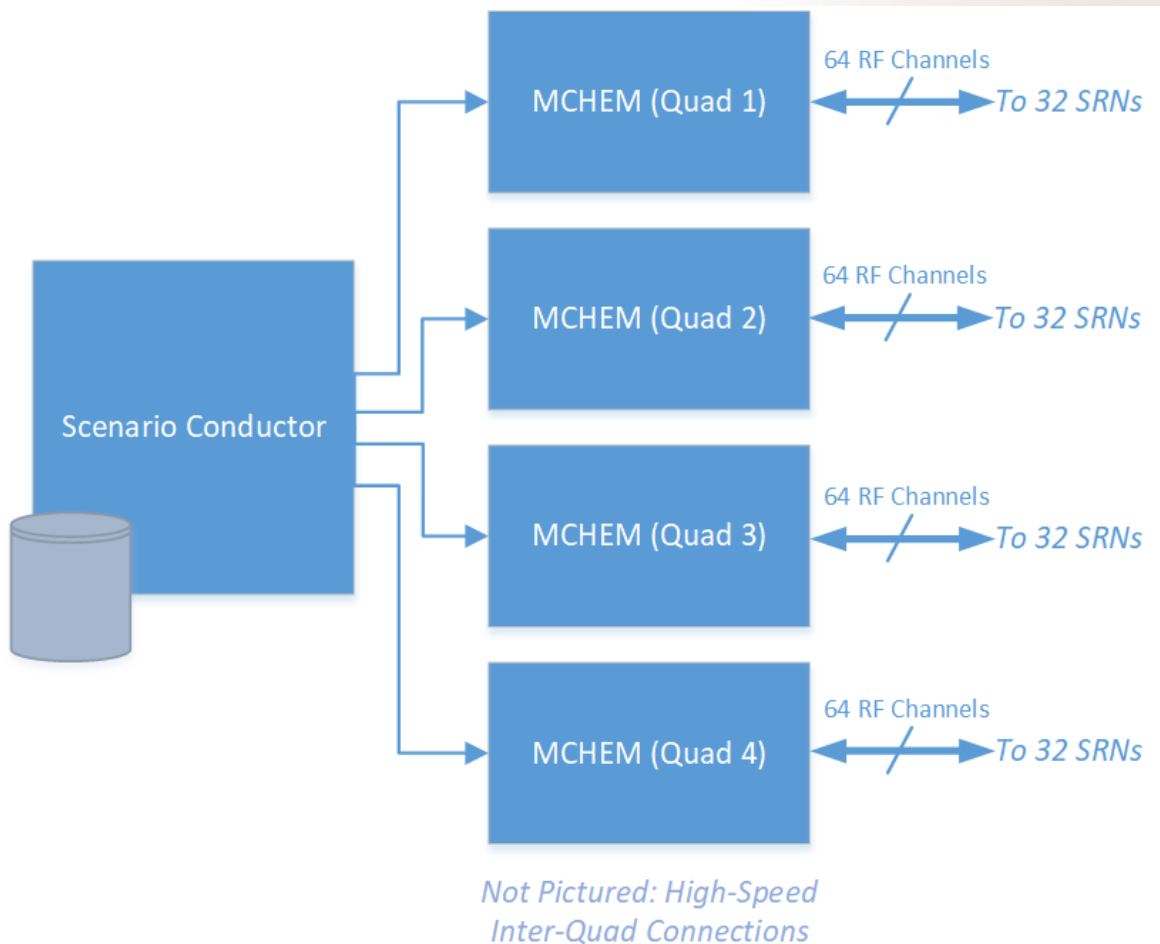 64 RF Channels
MCHEM (Quad 1)
To 32 SRNs
64 RF Channels
MCHEM (Quad 2)
To 32 SRNs
Scenario Conductor
64 RF Channels
MCHEM (Quad 3)
To 32 SRNs
64 RF Channels
MCHEM (Quad 4)
To 32 SRNs
Not Pictured: High-Speed
Inter-Quad Connections